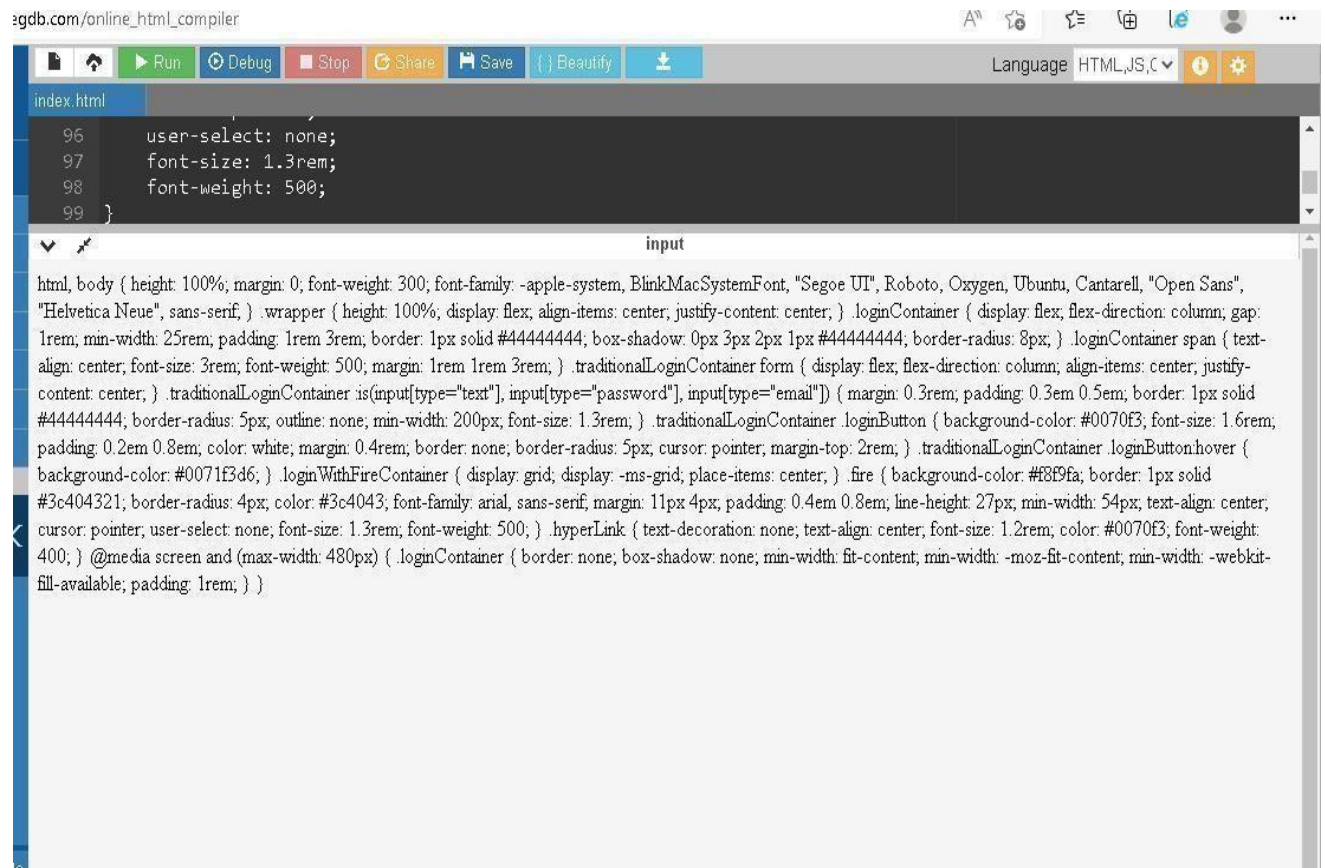 egdb.com/online_html_compiler
Run Debug Stop Share Save { } Beautify Language HTML,JS,C
index.html
96 user-select: none;
97 font-size: 1.3rem;
98 font-weight: 500;
99 }
input
html, body { height: 100%; margin: 0; font-weight: 300; font-family: -apple-system, BlinkMacSystemFont, "Segoe UI", Roboto, Oxygen, Ubuntu, Cantarell, "Open Sans",
"Helvetica Neue", sans-serif; } .wrapper { height: 100%; display: flex; align-items: center; justify-content: center; } .loginContainer { display: flex; flex-direction: column; gap:
1rem; min-width: 25rem; padding: 1rem 3rem; border: 1px solid #44444444; box-shadow: 0px 3px 2px 1px #44444444; border-radius: 8px; } .loginContainer span { text-
align: center; font-size: 3rem; font-weight: 500; margin: 1rem 1rem 3rem; } .traditionalLoginContainer form { display: flex; flex-direction: column; align-items: center; justify-
content: center; } .traditionalLoginContainer :is(input[type="text"], input[type="password"], input[type="email"]) { margin: 0.3rem; padding: 0.3em 0.5em; border: 1px solid
#44444444; border-radius: 5px; outline: none; min-width: 200px; font-size: 1.3rem; } .traditionalLoginContainer .loginButton { background-color: #0070f3; font-size: 1.6rem;
padding: 0.2em 0.8em; color: white; margin: 0.4rem; border: none; border-radius: 5px; cursor: pointer; margin-top: 2rem; } .traditionalLoginContainer .loginButton:hover {
background-color: #0071f3d6; } .loginWithFireContainer { display: grid; display: -ms-grid; place-items: center; } .fire { background-color: #f8f9fa; border: 1px solid
#3c404321; border-radius: 4px; color: #3c4043; font-family: arial, sans-serif; margin: 11px 4px; padding: 0.4em 0.8em; line-height: 27px; min-width: 54px; text-align: center;
cursor: pointer; user-select: none; font-size: 1.3rem; font-weight: 500; } .hyperLink { text-decoration: none; text-align: center; font-size: 1.2rem; color: #0070f3; font-weight:
400; } @media screen and (max-width: 480px) { .loginContainer { border: none; box-shadow: none; min-width: fit-content; min-width: -moz-fit-content; min-width: -webkit-
fill-available; padding: 1rem; } }